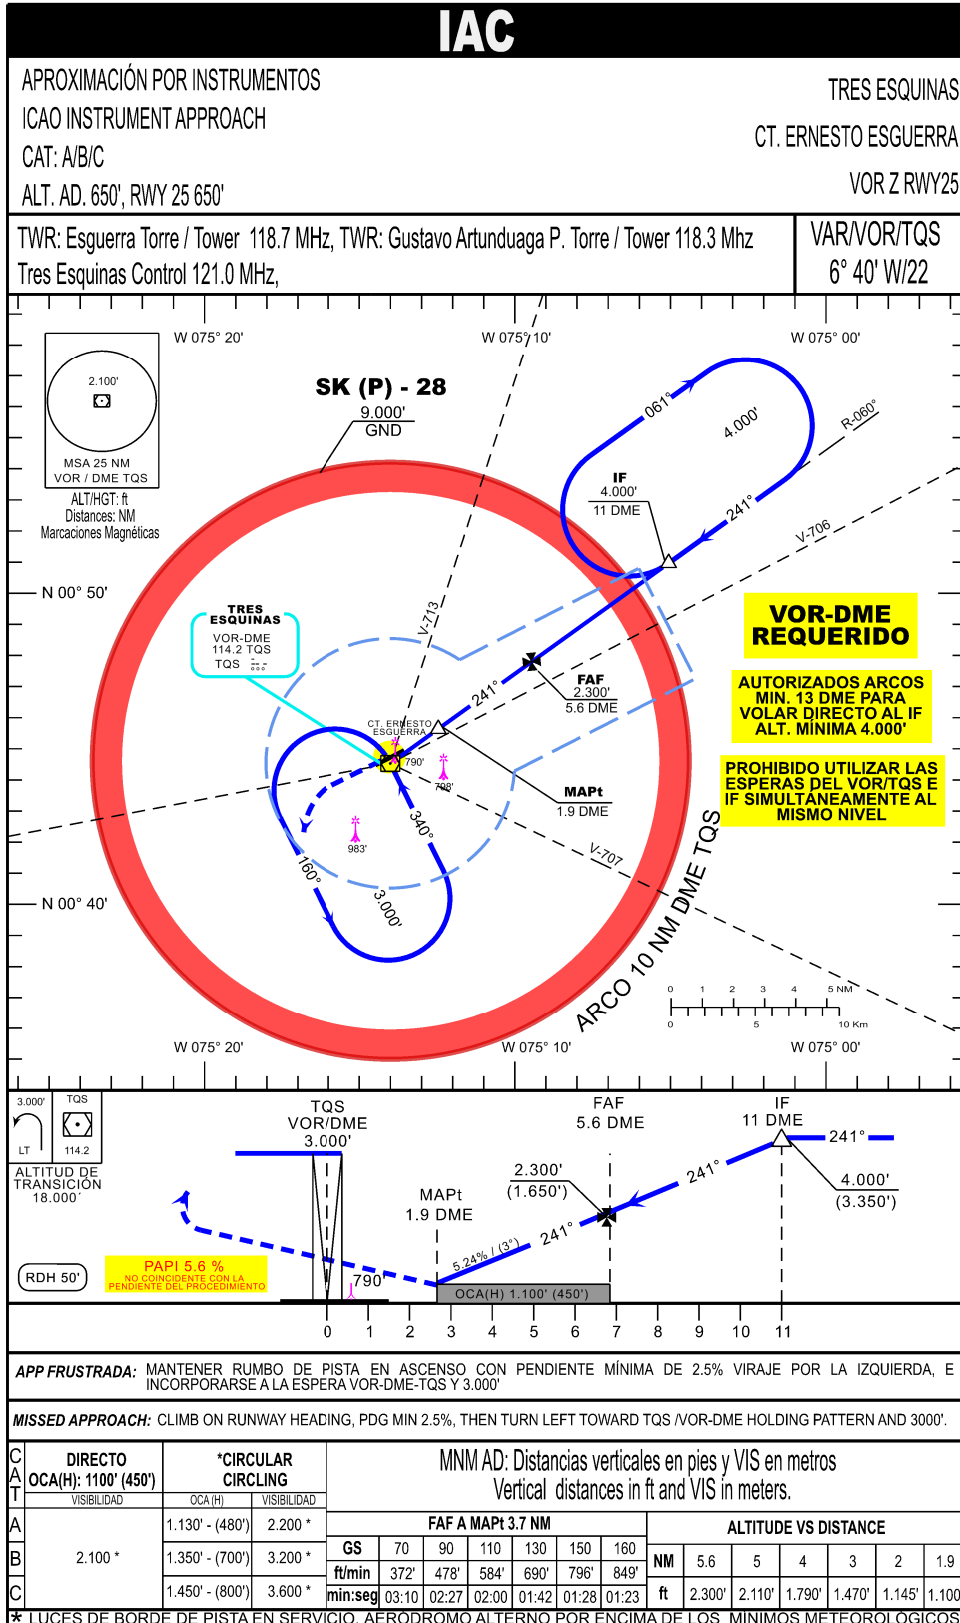 IAC
APROXIMACIÓN POR INSTRUMENTOS
ICAO INSTRUMENT APPROACH
CAT: A/B/C
ALT. AD. 650', RWY 25 650'
TRES ESQUINAS
CT. ERNESTO ESGUERRA
VOR Z RWY25
TWR: Esguerra Torre / Tower 118.7 MHz, TWR: Gustavo Artunduaga P. Torre / Tower 118.3 Mhz
Tres Esquinas Control 121.0 MHz,
VAR/VOR/TQS
6° 40' W/22
W 075° 20'
W 075° 10'
W 075° 00'
2.100'
MSA 25 NM
VOR / DME TQS
ALT/HGT: ft
Distances: NM
Marcaciones Magnéticas
SK (P) - 28
9.000'
GND
061°
4.000'
R-060°
IF
4.000'
11 DME
241°
V-706
N 00° 50'
TRES
ESQUINAS
VOR-DME
114.2 TQS
TQS
V-713
VOR-DME
REQUERIDO
FAF
2.300'
5.6 DME
241°
AUTORIZADOS ARCOS
MIN. 13 DME PARA
VOLAR DIRECTO AL IF
ALT. MÍNIMA 4.000'
CT. ERNESTO
ESGUERRA
790'
798'
PROHIBIDO UTILIZAR LAS
ESPERAS DEL VOR/TQS E
IF SIMULTÁNEAMENTE AL
MISMO NIVEL
MAPt
1.9 DME
340°
983'
160°
3.000'
V-707
N 00° 40'
ARCO 10 NM DME TQS
0 1 2 3 4 5 NM
0 5 10 Km
W 075° 20'
W 075° 10'
W 075° 00'
3.000'
LT
TQS
114.2
ALTITUD DE
TRANSICIÓN
18.000'
TQS
VOR/DME
3.000'
FAF
5.6 DME
IF
11 DME
241°
2.300'
(1.650')
241°
4.000'
(3.350')
MAPt
1.9 DME
241°
5.24% / (3°)
RDH 50'
PAPI 5.6 %
NO COINCIDENTE CON LA
PENDIENTE DEL PROCEDIMIENTO
790'
OCA(H) 1.100' (450')
0 1 2 3 4 5 6 7 8 9 10 11
APP FRUSTRADA: MANTENER RUMBO DE PISTA EN ASCENSO CON PENDIENTE MÍNIMA DE 2.5% VIRAJE POR LA IZQUIERDA, E
INCORPORARSE A LA ESPERA VOR-DME-TQS Y 3.000'
MISSED APPROACH: CLIMB ON RUNWAY HEADING, PDG MIN 2.5%, THEN TURN LEFT TOWARD TQS /VOR-DME HOLDING PATTERN AND 3000'.
CAT
DIRECTO
OCA(H): 1100' (450')
VISIBILIDAD
*CIRCULAR
CIRCLING
OCA (H) VISIBILIDAD
MNM AD: Distancias verticales en pies y VIS en metros
Vertical distances in ft and VIS in meters.
A 1.130' - (480') 2.200 *
B 2.100 * 1.350' - (700') 3.200 *
C 1.450' - (800') 3.600 *
FAF A MAPt 3.7 NM
GS 70 90 110 130 150 160
ft/min 372' 478' 584' 690' 796' 849'
min:seg 03:10 02:27 02:00 01:42 01:28 01:23
ALTITUDE VS DISTANCE
NM 5.6 5 4 3 2 1.9
ft 2.300' 2.110' 1.790' 1.470' 1.145' 1.100'
* LUCES DE BORDE DE PISTA EN SERVICIO. AERÓDROMO ALTERNO POR ENCIMA DE LOS MÍNIMOS METEOROLÓGICOS